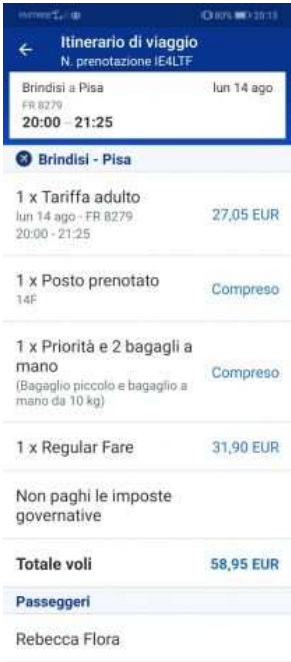 80% 20:13
Itinerario di viaggio
N. prenotazione IE4LTF
Brindisi a Pisa lun 14 ago
FR 8279
20:00 - 21:25
Brindisi - Pisa
1 x Tariffa adulto
lun 14 ago - FR 8279 27,05 EUR
20:00 - 21:25
1 x Posto prenotato Compreso
14F
1 x Priorità e 2 bagagli a
mano Compreso
(Bagaglio piccolo e bagaglio a
mano da 10 kg)
1 x Regular Fare 31,90 EUR
Non paghi le imposte
governative
Totale voli 58,95 EUR
Passeggeri
Rebecca Flora